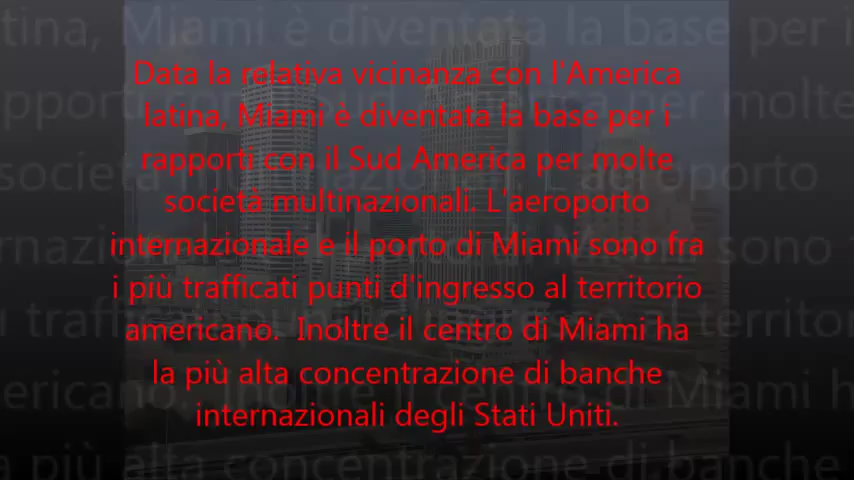 Data la relativa vicinanza con l'America
latina, Miami è diventata la base per i
rapporti con il Sud America per molte
società multinazionali. L'aeroporto
internazionale e il porto di Miami sono fra
i più trafficati punti d'ingresso al territorio
americano.  Inoltre il centro di Miami ha
la più alta concentrazione di banche
internazionali degli Stati Uniti.